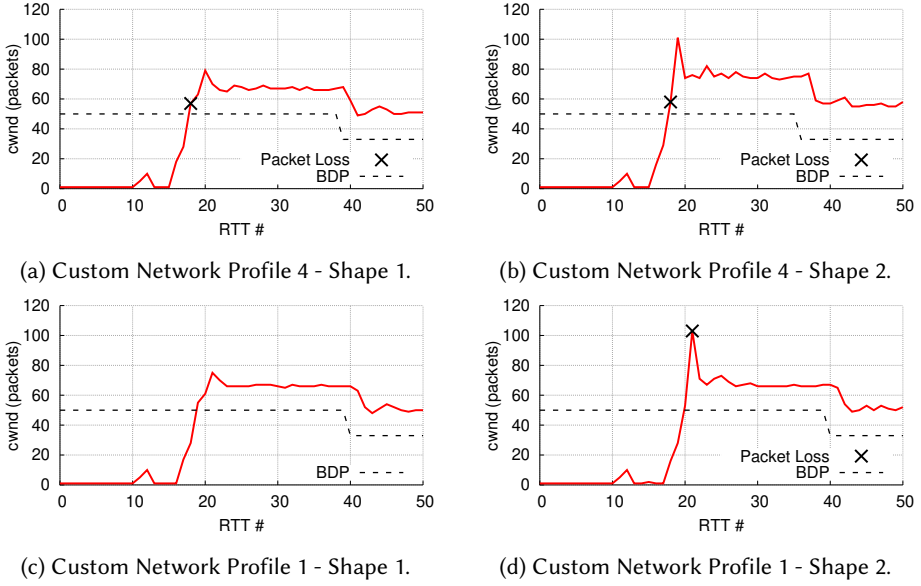 120
100
80
60
40
20
0
cwnd (packets)
Packet Loss
BDP
0 10 20 30 40 50
RTT #
(a) Custom Network Profile 4 - Shape 1.
120
100
80
60
40
20
0
cwnd (packets)
Packet Loss
BDP
0 10 20 30 40 50
RTT #
(b) Custom Network Profile 4 - Shape 2.
120
100
80
60
40
20
0
cwnd (packets)
BDP
0 10 20 30 40 50
RTT #
(c) Custom Network Profile 1 - Shape 1.
120
100
80
60
40
20
0
cwnd (packets)
Packet Loss
BDP
0 10 20 30 40 50
RTT #
(d) Custom Network Profile 1 - Shape 2.